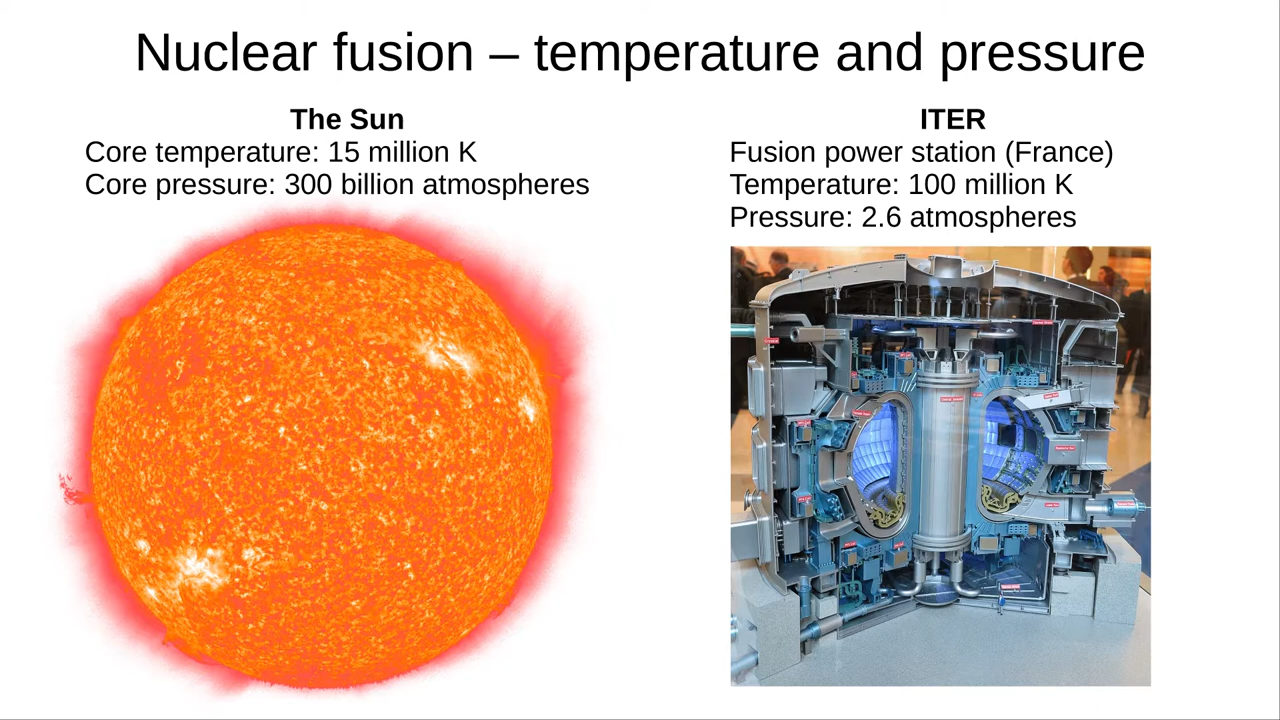 Nuclear fusion – temperature and pressure
The Sun
Core temperature: 15 million K
Core pressure: 300 billion atmospheres
ITER
Fusion power station (France)
Temperature: 100 million K
Pressure: 2.6 atmospheres